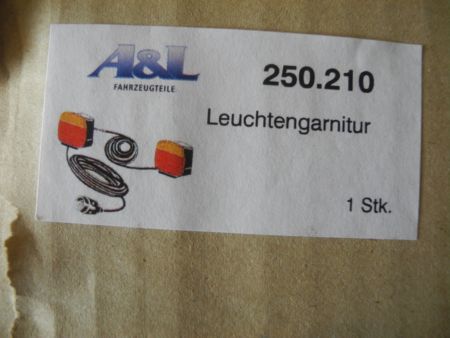 A&L
FAHRZEUGTEILE
250.210
Leuchtengarnitur
1 Stk.